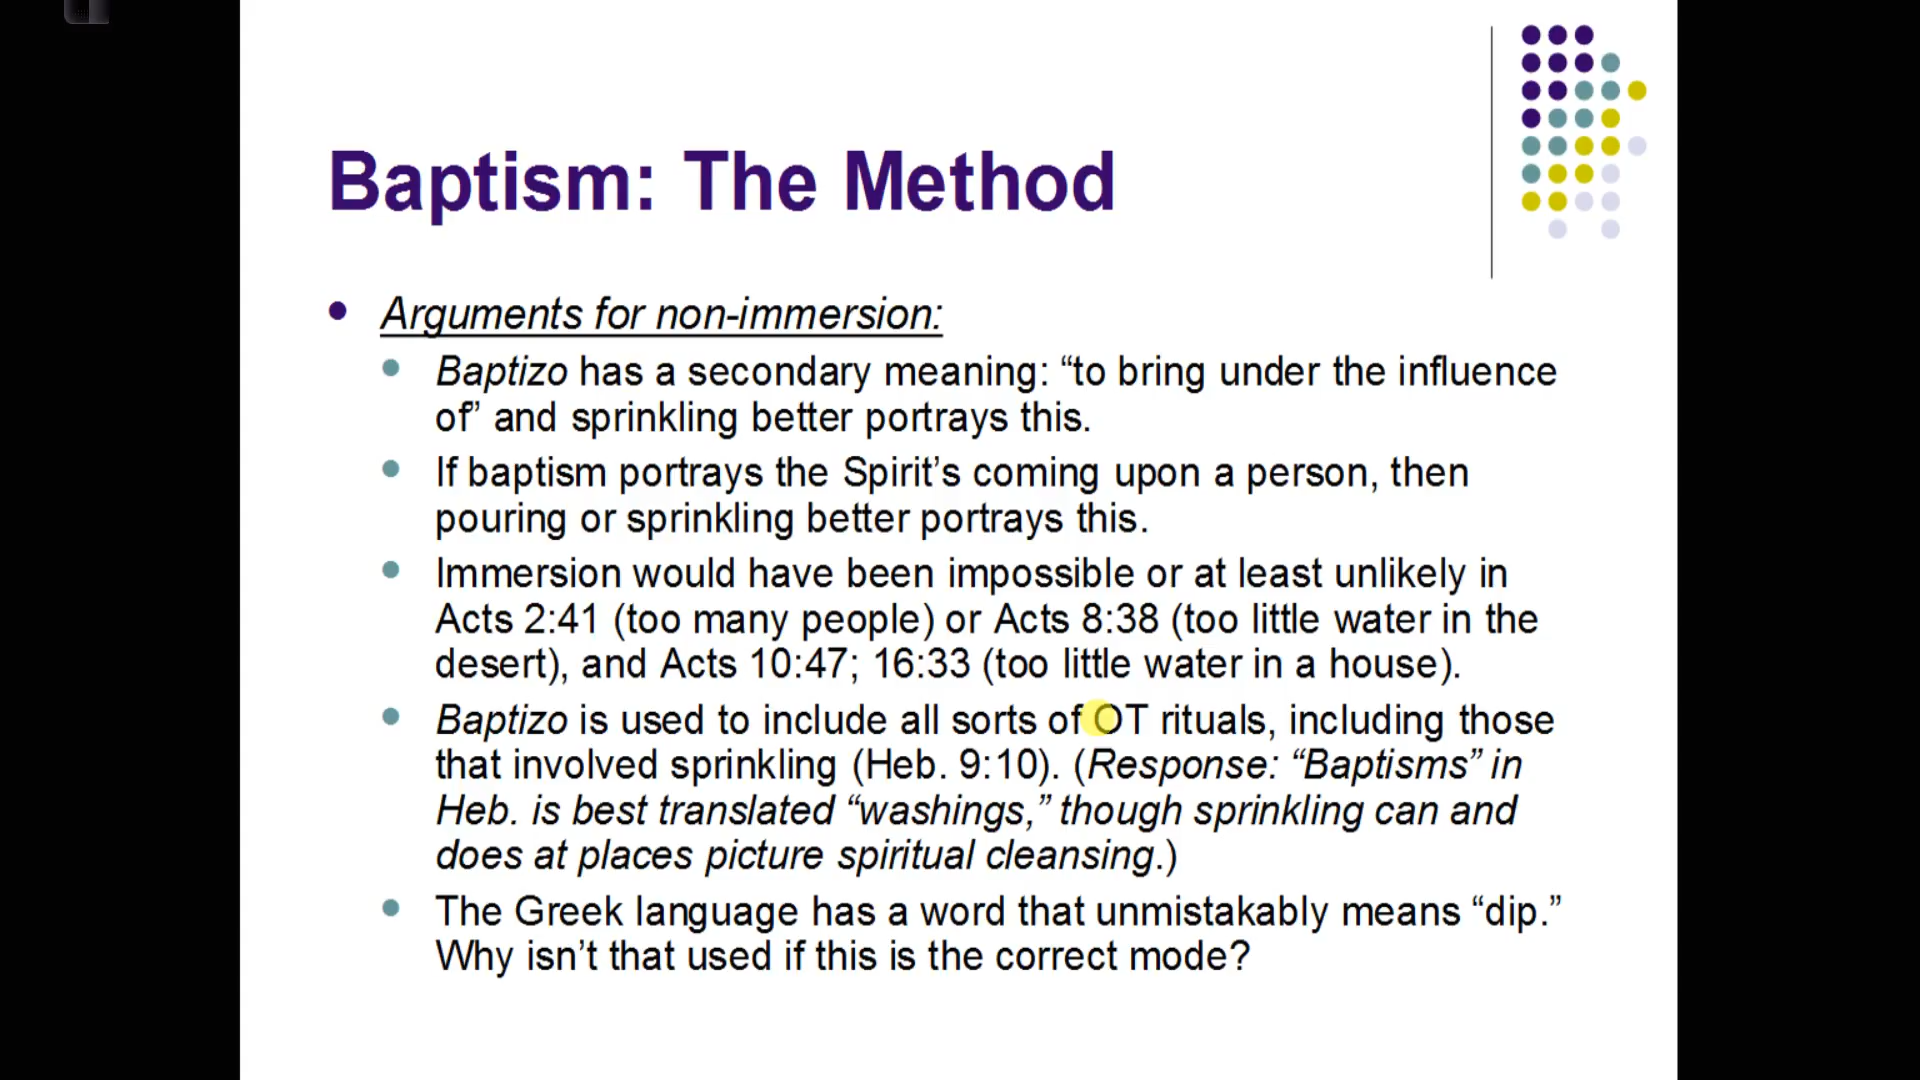 Baptism: The Method
Arguments for non-immersion:
Baptizo has a secondary meaning: “to bring under the influence
of” and sprinkling better portrays this.
If baptism portrays the Spirit’s coming upon a person, then
pouring or sprinkling better portrays this.
Immersion would have been impossible or at least unlikely in
Acts 2:41 (too many people) or Acts 8:38 (too little water in the
desert), and Acts 10:47; 16:33 (too little water in a house).
Baptizo is used to include all sorts of OT rituals, including those
that involved sprinkling (Heb. 9:10). (Response: “Baptisms” in
Heb. is best translated “washings,” though sprinkling can and
does at places picture spiritual cleansing.)
The Greek language has a word that unmistakably means “dip.”
Why isn’t that used if this is the correct mode?